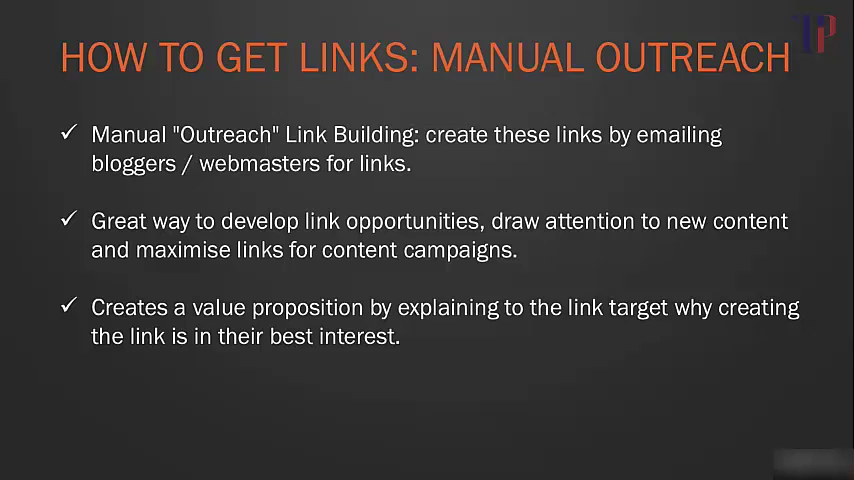 HOW TO GET LINKS: MANUAL OUTREACH
TP
✓ Manual "Outreach" Link Building: create these links by emailing
bloggers / webmasters for links.
✓ Great way to develop link opportunities, draw attention to new content
and maximise links for content campaigns.
✓ Creates a value proposition by explaining to the link target why creating
the link is in their best interest.